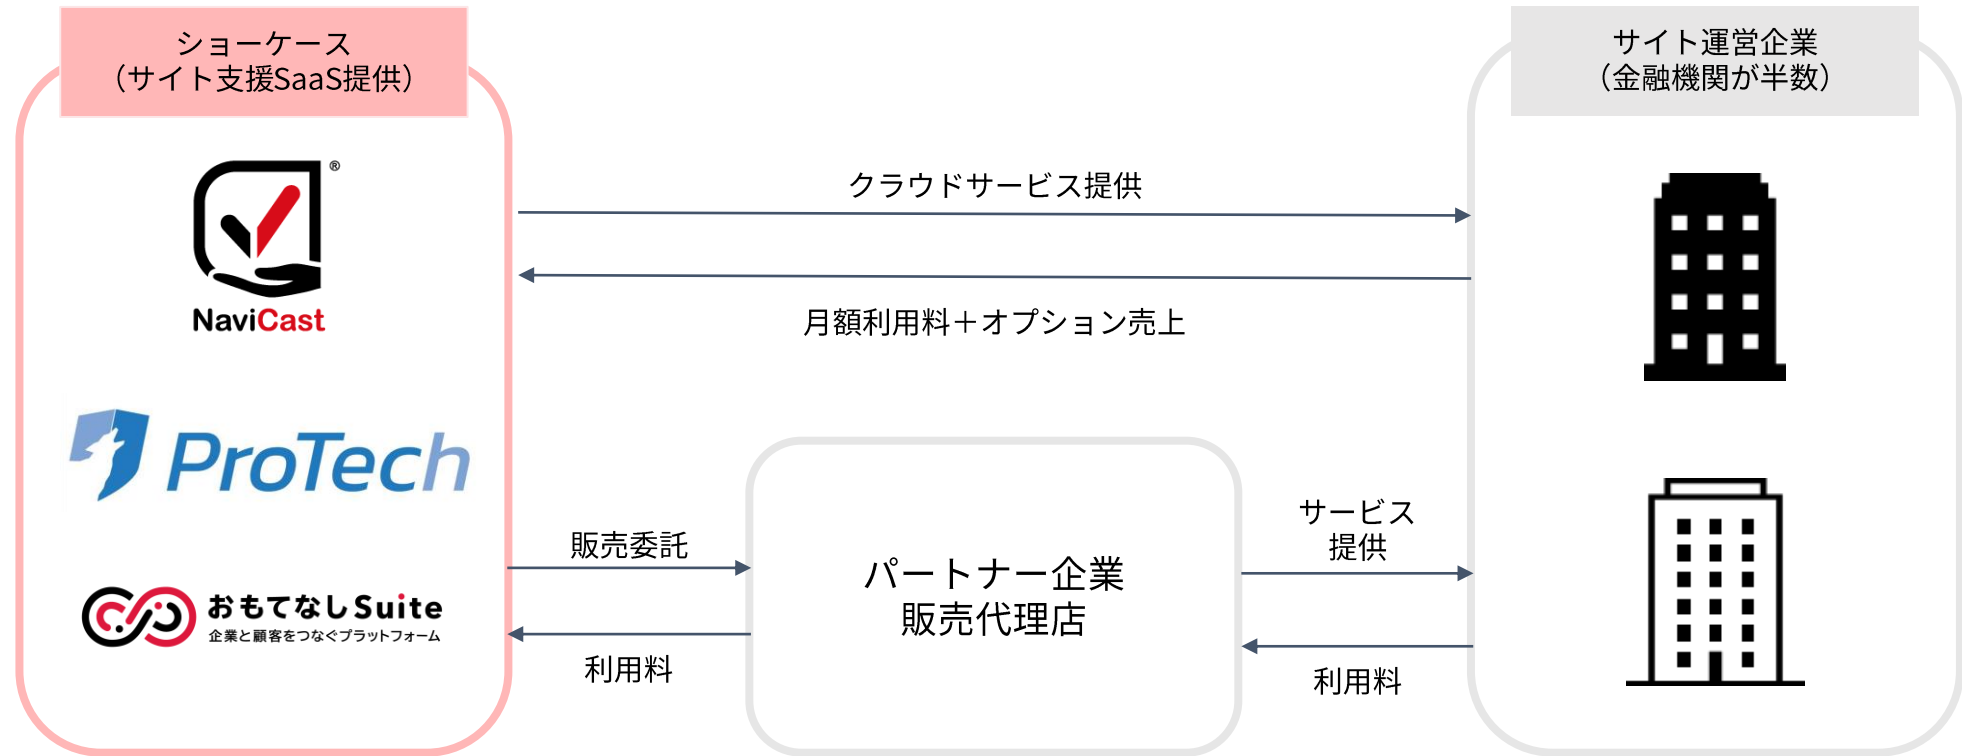 ショーケース
（サイト支援SaaS提供）
サイト運営企業
（金融機関が半数）
®
NaviCast
クラウドサービス提供
月額利用料＋オプション売上
ProTech
おもてなしSuite
企業と顧客をつなぐプラットフォーム
販売委託
利用料
パートナー企業
販売代理店
サービス
提供
利用料